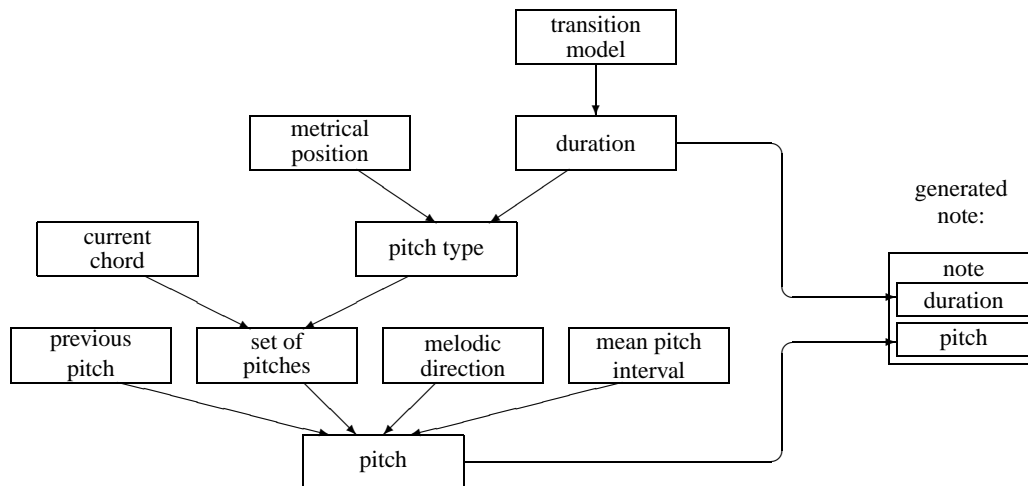 transition
model
metrical
position
duration
generated
note:
current
chord
pitch type
note
duration
pitch
previous
pitch
set of
pitches
melodic
direction
mean pitch
interval
pitch